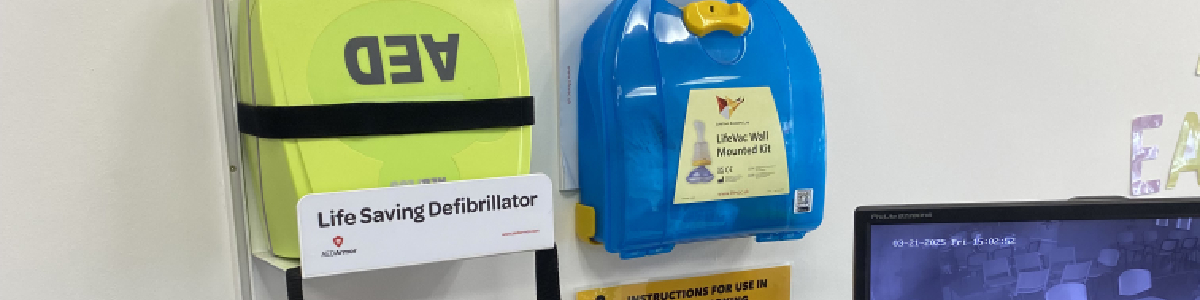 AED
Life Saving Defibrillator
LifeVac Wall
Mounted Kit
INSTRUCTIONS FOR USE IN
EA
03-21-2025 Fri 15:02:52